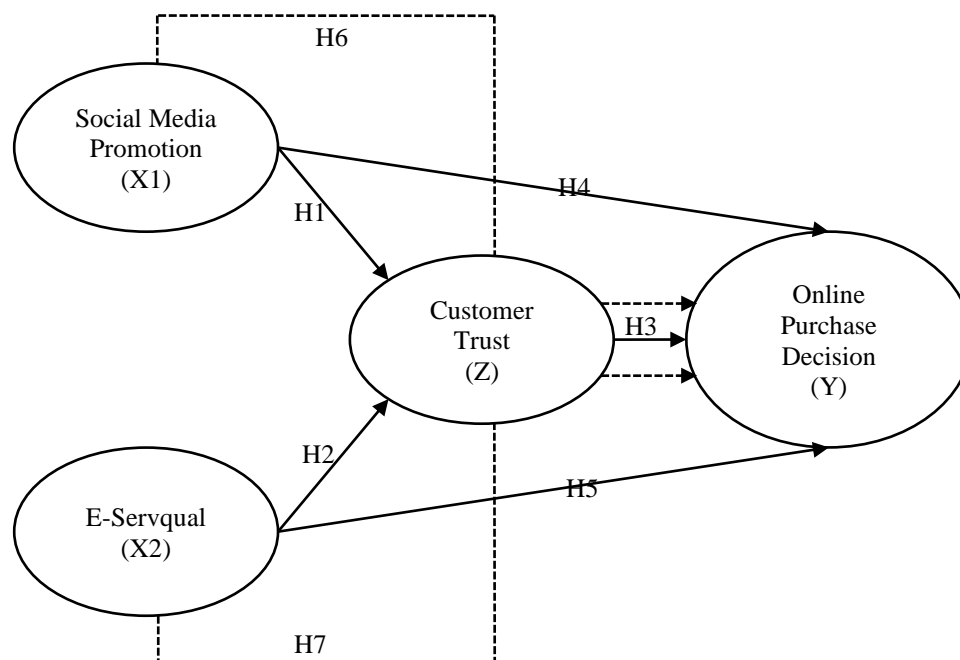 H6
Social Media
Promotion
(X1)
H4
H1
Customer
Trust
(Z)
H3
Online
Purchase
Decision
(Y)
H2
H5
E-Servqual
(X2)
H7